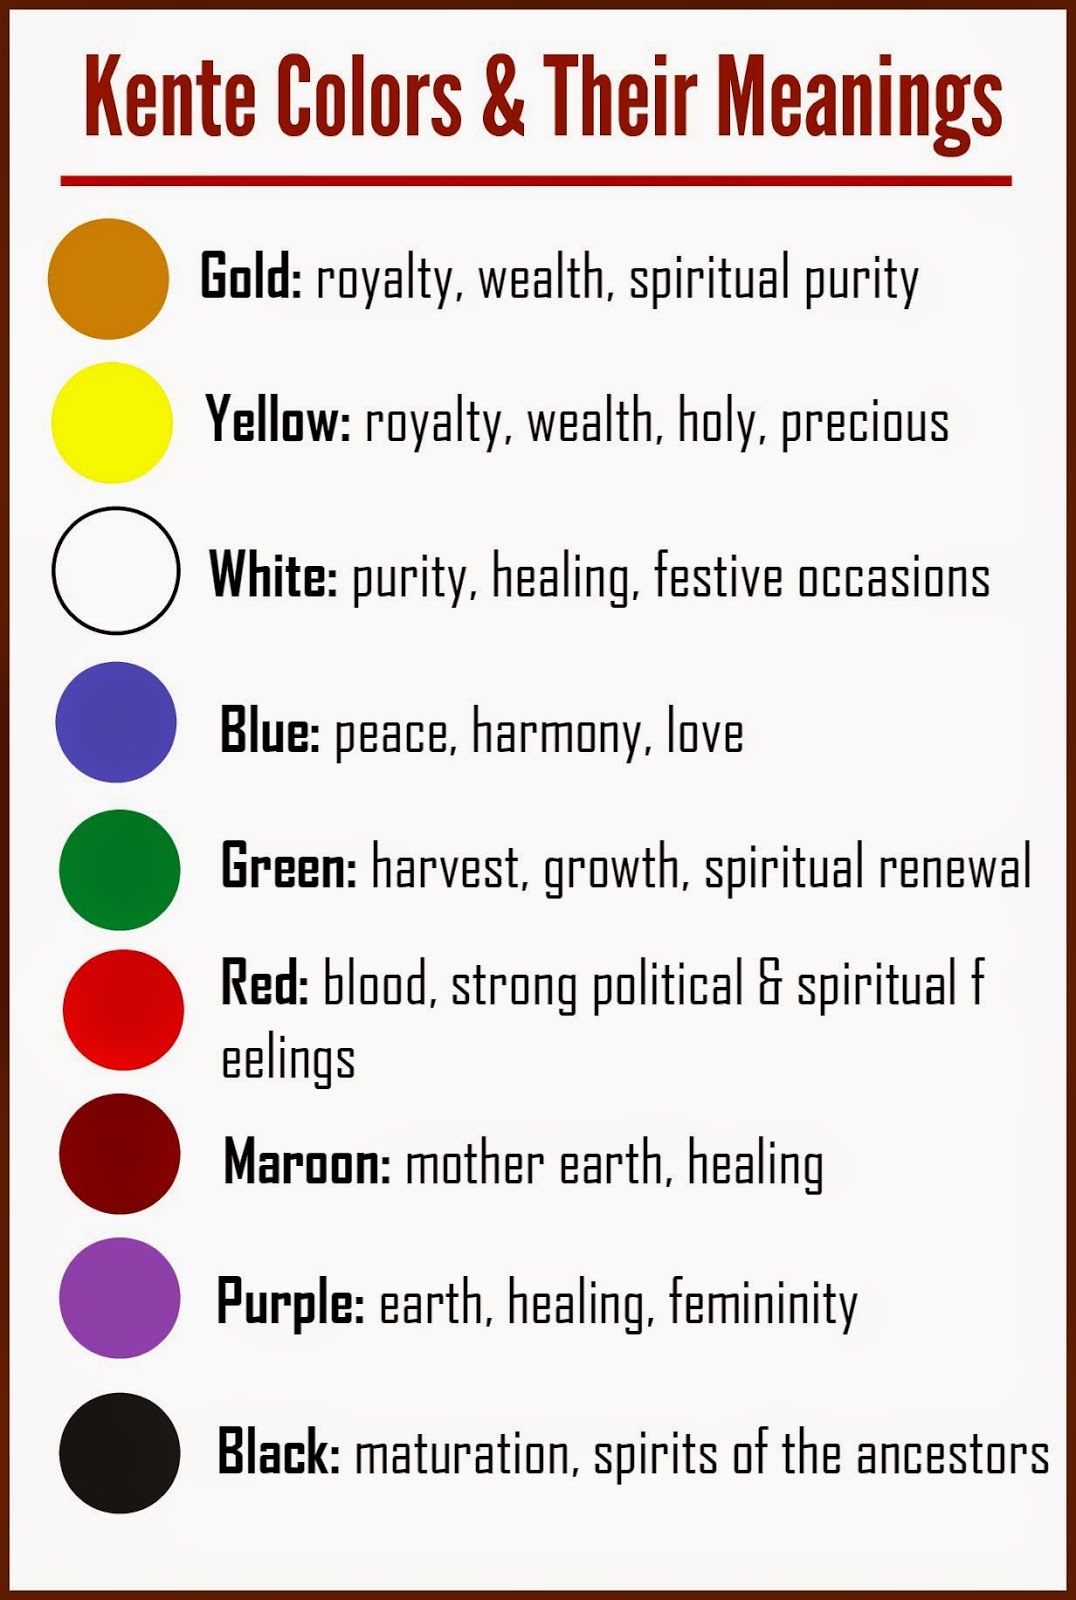 Kente Colors & Their Meanings
Gold: royalty, wealth, spiritual purity
Yellow: royalty, wealth, holy, precious
White: purity, healing, festive occasions
Blue: peace, harmony, love
Green: harvest, growth, spiritual renewal
Red: blood, strong political & spiritual f
eelings
Maroon: mother earth, healing
Purple: earth, healing, femininity
Black: maturation, spirits of the ancestors